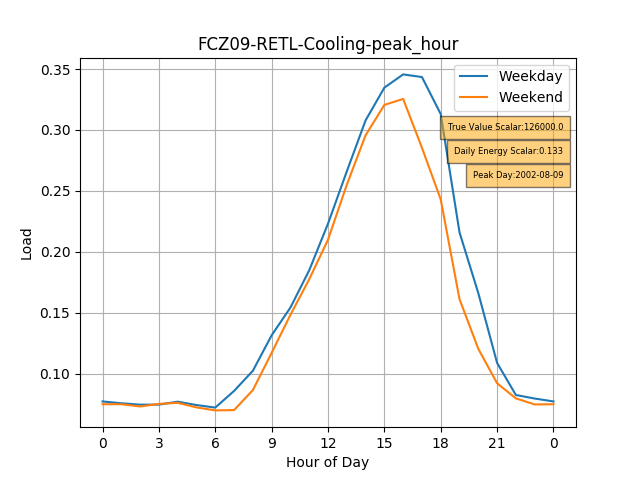 FCZ09-RETL-Cooling-peak_hour
0.35
0.30
0.25
0.20
0.15
0.10
Load
Weekday
Weekend
True Value Scalar:126000.0
Daily Energy Scalar:0.133
Peak Day:2002-08-09
0 3 6 9 12 15 18 21 0
Hour of Day